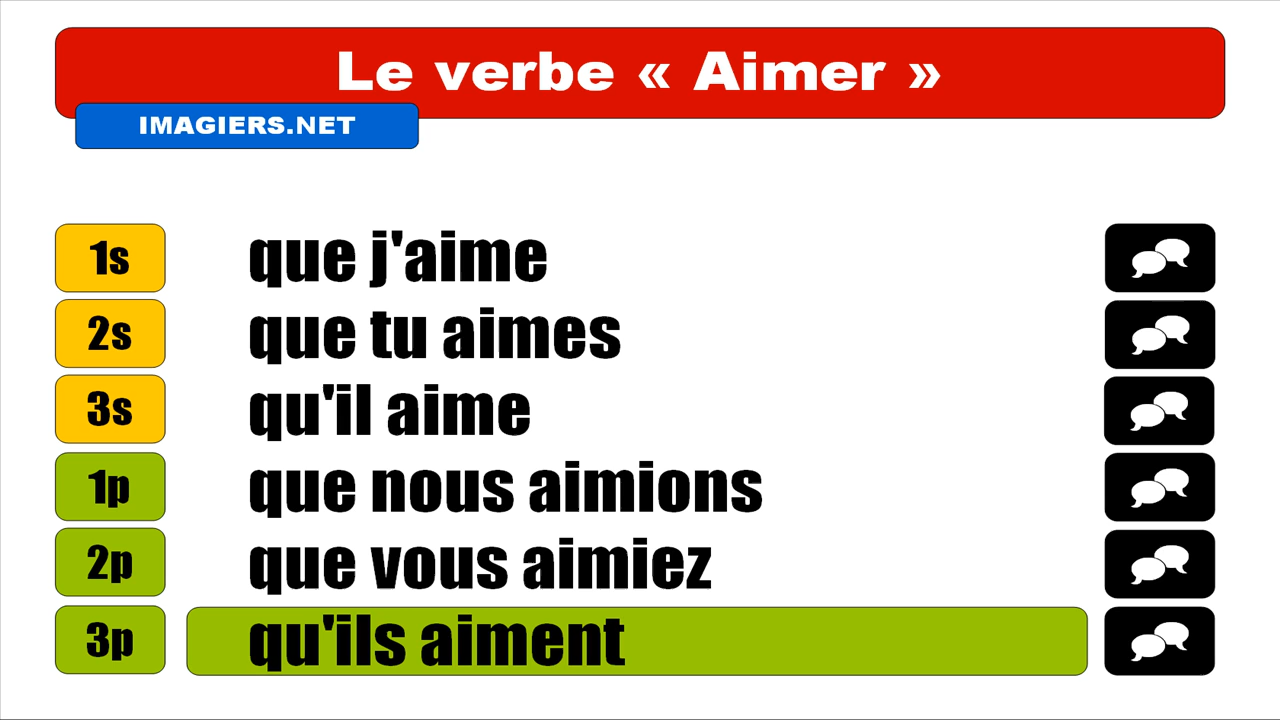 Le verbe « Aimer »
IMAGIERS.NET
1s que j'aime
2s que tu aimes
3s qu'il aime
1p que nous aimions
2p que vous aimiez
3p qu'ils aiment